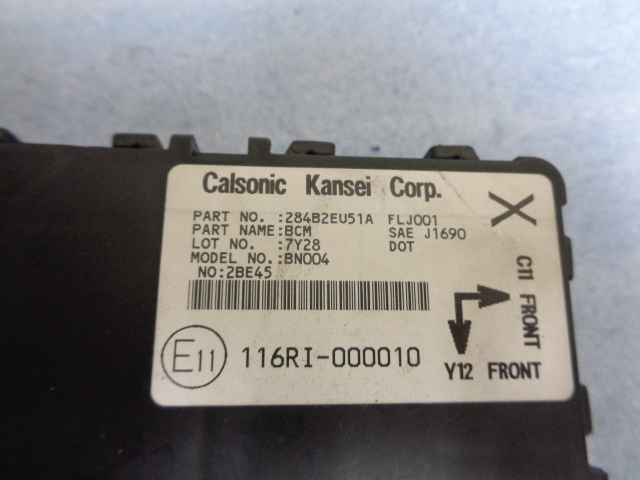 Calsonic Kansei Corp.
X
PART NO. :284B2EU51A FLJ001
PART NAME:BCM SAE J1690
LOT NO. :7Y28 DOT
MODEL NO.:BN004
NO:2BE45
C11 FRONT
E11 116RI-000010
Y12 FRONT